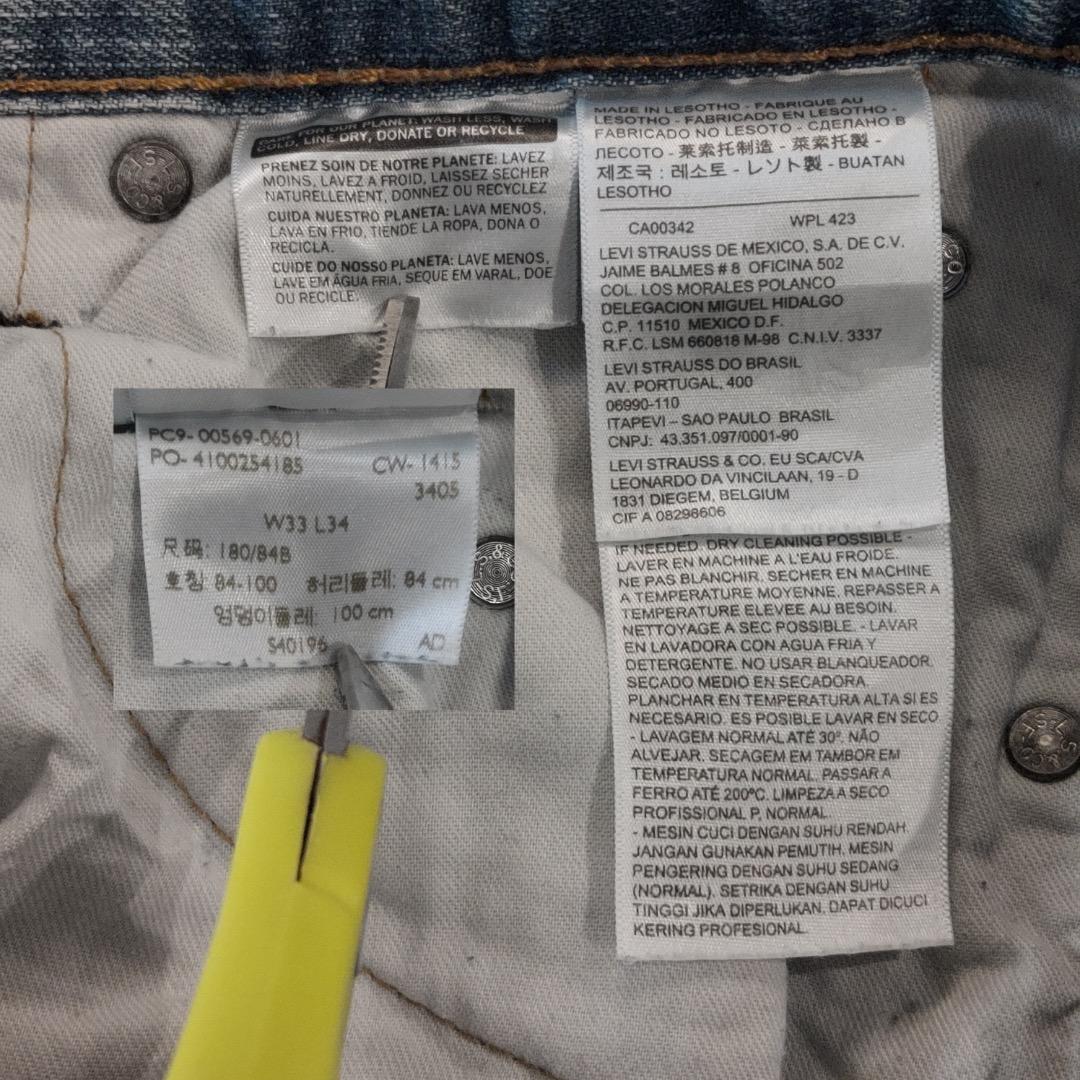 CARE FOR OUR PLANET: WASH LESS, WASH
COLD, LINE DRY, DONATE OR RECYCLE
PRENEZ SOIN DE NOTRE PLANETE: LAVEZ
MOINS, LAVEZ A FROID, LAISSEZ SECHER
NATURELLEMENT, DONNEZ OU RECYCLEZ
CUIDA NUESTRO PLANETA: LAVA MENOS,
LAVA EN FRIO, TIENDE LA ROPA, DONA O
RECICLA.
CUIDE DO NOSSO PLANETA: LAVE MENOS,
LAVE EM ÁGUA FRIA, SEQUE EM VARAL, DOE
OU RECICLE.
PC9- 00569-0601
PO- 4100254185 CW- 1415
3405
W33 L34
尺码: 180/84B
호칭 84-100 허리둘레: 84 cm
엉덩이둘레: 100 cm
S40196 AD
MADE IN LESOTHO - FABRIQUE AU
LESOTHO - FABRICADO EN LESOTHO -
FABRICADO NO LESOTO - СДЕЛАНО В
ЛЕСОТО - 莱索托制造 - 萊索托製 -
제조국 : 레소토 - レソト製 - BUATAN
LESOTHO
CA00342 WPL 423
LEVI STRAUSS DE MEXICO, S.A. DE C.V.
JAIME BALMES # 8 OFICINA 502
COL. LOS MORALES POLANCO
DELEGACION MIGUEL HIDALGO
C.P. 11510 MEXICO D.F.
R.F.C. LSM 660818 M-98 C.N.I.V. 3337
LEVI STRAUSS DO BRASIL
AV. PORTUGAL, 400
06990-110
ITAPEVI – SAO PAULO BRASIL
CNPJ: 43.351.097/0001-90
LEVI STRAUSS & CO. EU SCA/CVA
LEONARDO DA VINCILAAN, 19 - D
1831 DIEGEM, BELGIUM
CIF A 08298606
IF NEEDED. DRY CLEANING POSSIBLE -
LAVER EN MACHINE A L'EAU FROIDE.
NE PAS BLANCHIR. SECHER EN MACHINE
A TEMPERATURE MOYENNE. REPASSER A
TEMPERATURE ELEVEE AU BESOIN.
NETTOYAGE A SEC POSSIBLE. - LAVAR
EN LAVADORA CON AGUA FRIA Y
DETERGENTE. NO USAR BLANQUEADOR.
SECADO MEDIO EN SECADORA.
PLANCHAR EN TEMPERATURA ALTA SI ES
NECESARIO. ES POSIBLE LAVAR EN SECO
- LAVAGEM NORMAL ATÉ 30º. NÃO
ALVEJAR. SECAGEM EM TAMBOR EM
TEMPERATURA NORMAL. PASSAR A
FERRO ATÉ 200ºC. LIMPEZA A SECO
PROFISSIONAL P, NORMAL.
- MESIN CUCI DENGAN SUHU RENDAH.
JANGAN GUNAKAN PEMUTIH. MESIN
PENGERING DENGAN SUHU SEDANG
(NORMAL). SETRIKA DENGAN SUHU
TINGGI JIKA DIPERLUKAN. DAPAT DICUCI
KERING PROFESIONAL.